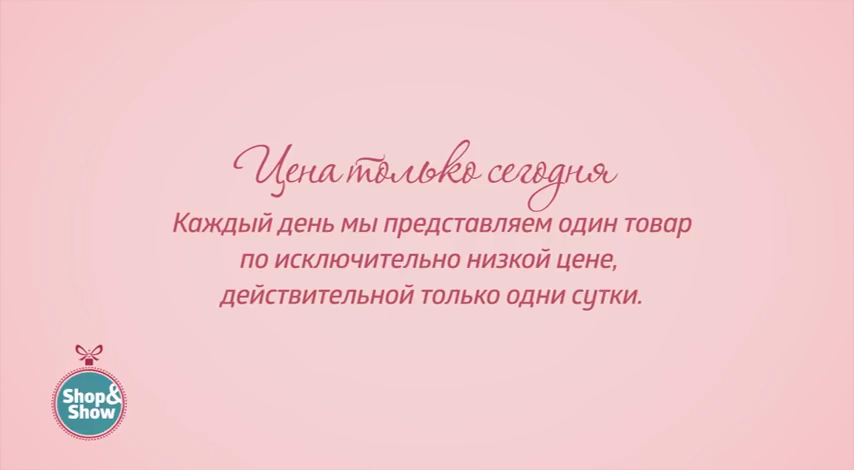 Цена только сегодня
Каждый день мы представляем один товар
по исключительно низкой цене,
действительной только одни сутки.
Shop&
Show